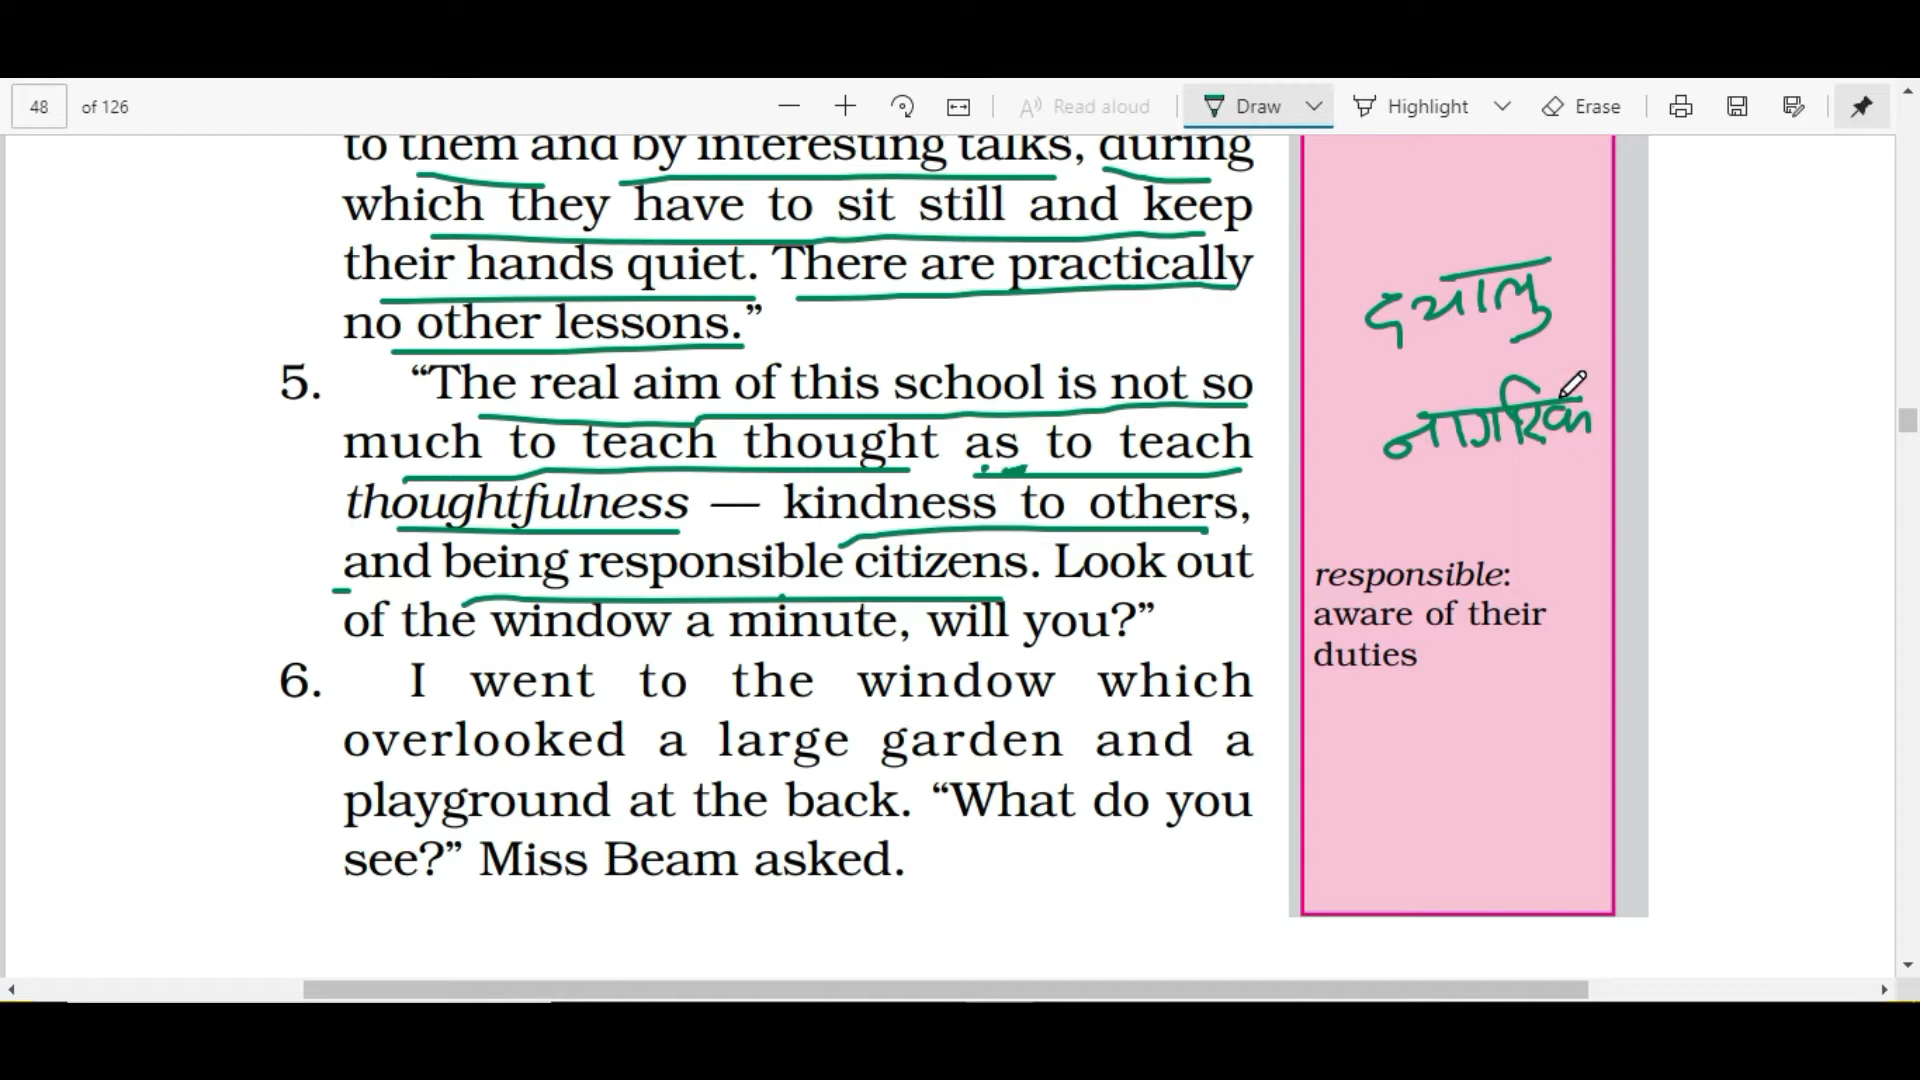 48 of 126 Read aloud Draw Highlight Erase
to them and by interesting talks, during
which they have to sit still and keep
their hands quiet. There are practically
no other lessons.”
5. “The real aim of this school is not so
much to teach thought as to teach
thoughtfulness — kindness to others,
and being responsible citizens. Look out
of the window a minute, will you?”
6. I went to the window which
overlooked a large garden and a
playground at the back. “What do you
see?” Miss Beam asked.
दयालु
नागरिक
responsible:
aware of their
duties